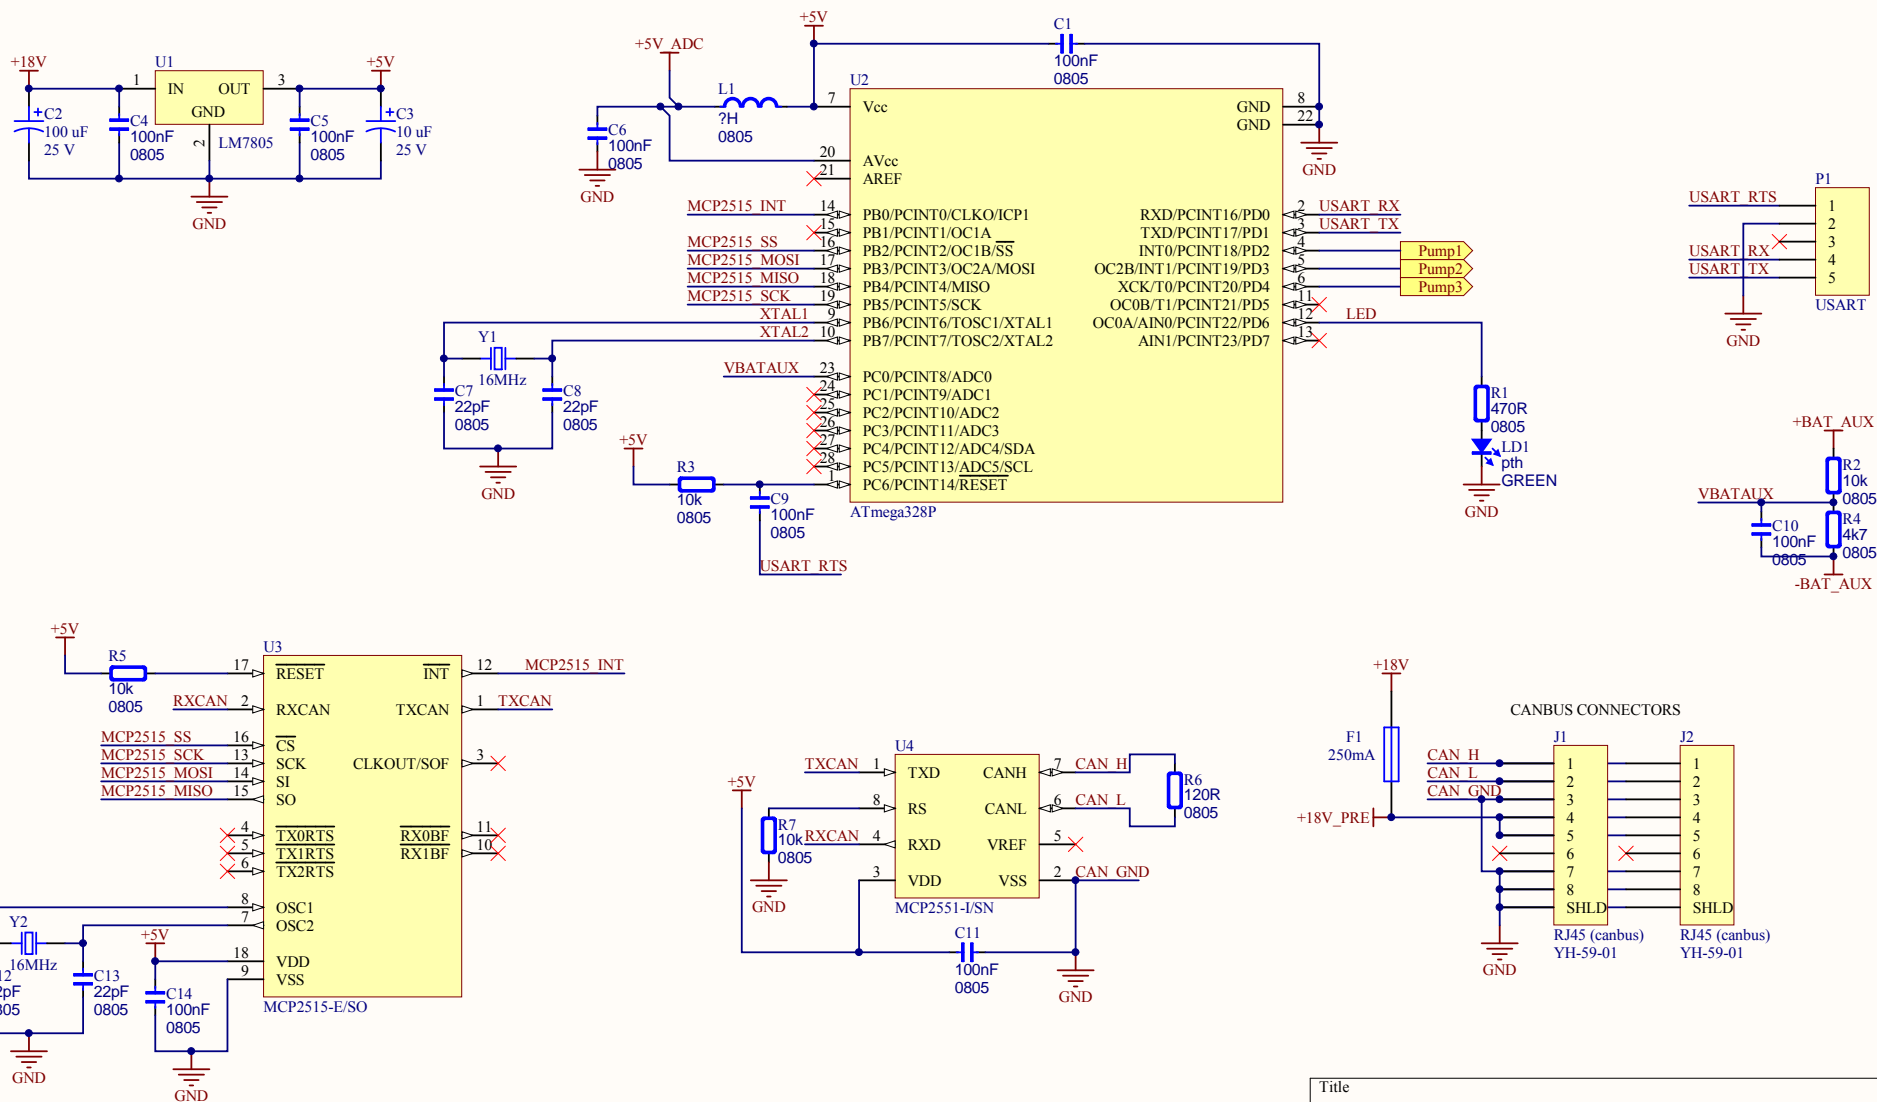 +18V
U1
1
IN
OUT
3
GND
2
LM7805
+5V
+
C2
100 uF
25 V
C4
100nF
0805
C5
100nF
0805
+
C3
10 uF
25 V
GND
+5V_ADC
+5V
C1
100nF
0805
L1
?H
0805
C6
100nF
0805
GND
U2
7
Vcc
20
AVcc
21
AREF
MCP2515_INT
14
PB0/PCINT0/CLKO/ICP1
15
PB1/PCINT1/OC1A
MCP2515_SS
16
PB2/PCINT2/OC1B/SS
MCP2515_MOSI
17
PB3/PCINT3/OC2A/MOSI
MCP2515_MISO
18
PB4/PCINT4/MISO
MCP2515_SCK
19
PB5/PCINT5/SCK
XTAL1
9
PB6/PCINT6/TOSC1/XTAL1
XTAL2
10
PB7/PCINT7/TOSC2/XTAL2
VBATAUX
23
PC0/PCINT8/ADC0
24
PC1/PCINT9/ADC1
25
PC2/PCINT10/ADC2
26
PC3/PCINT11/ADC3
27
PC4/PCINT12/ADC4/SDA
28
PC5/PCINT13/ADC5/SCL
1
PC6/PCINT14/RESET
ATmega328P
GND
8
GND
22
GND
RXD/PCINT16/PD0
2
USART_RX
TXD/PCINT17/PD1
3
USART_TX
INT0/PCINT18/PD2
4
Pump1
OC2B/INT1/PCINT19/PD3
5
Pump2
XCK/T0/PCINT20/PD4
6
Pump3
OC0B/T1/PCINT21/PD5
11
OC0A/AIN0/PCINT22/PD6
12
LED
AIN1/PCINT23/PD7
13
Y1
16MHz
C7
22pF
0805
C8
22pF
0805
GND
+5V
R3
10k
0805
C9
100nF
0805
USART_RTS
R1
470R
0805
LD1
pth
GREEN
GND
P1
USART_RTS
1
2
3
USART_RX
4
USART_TX
5
USART
GND
+BAT_AUX
R2
10k
0805
VBATAUX
C10
100nF
0805
R4
4k7
0805
-BAT_AUX
+5V
R5
10k
0805
U3
17
RESET
RXCAN
2
RXCAN
MCP2515_SS
16
CS
MCP2515_SCK
13
SCK
MCP2515_MOSI
14
SI
MCP2515_MISO
15
SO
4
TX0RTS
5
TX1RTS
6
TX2RTS
8
OSC1
7
OSC2
18
VDD
9
VSS
INT
12
MCP2515_INT
TXCAN
1
TXCAN
CLKOUT/SOF
3
RX0BF
11
RX1BF
10
MCP2515-E/SO
Y2
16MHz
12
2pF
805
C13
22pF
0805
GND
+5V
C14
100nF
0805
GND
U4
TXCAN
1
TXD
8
RS
RXCAN
4
RXD
3
VDD
CANH
7
CAN_H
CANL
6
CAN_L
VREF
5
VSS
2
CAN_GND
MCP2551-I/SN
+5V
R7
10k
0805
GND
R6
120R
0805
C11
100nF
0805
GND
+18V
F1
250mA
+18V_PRE
CANBUS CONNECTORS
CAN_H
CAN_L
CAN_GND
J1
1
2
3
4
5
6
7
8
SHLD
RJ45 (canbus)
YH-59-01
J2
1
2
3
4
5
6
7
8
SHLD
RJ45 (canbus)
YH-59-01
GND
Title